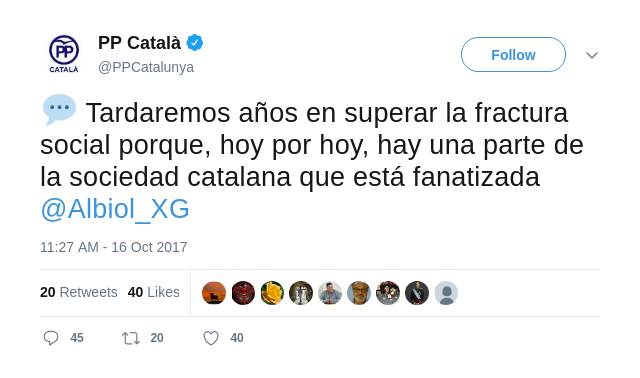 PP Català
@PPCatalunya
Follow
PP
CATALÀ
Tardaremos años en superar la fractura
social porque, hoy por hoy, hay una parte de
la sociedad catalana que está fanatizada
@Albiol_XG
11:27 AM - 16 Oct 2017
20 Retweets 40 Likes
45 20 40